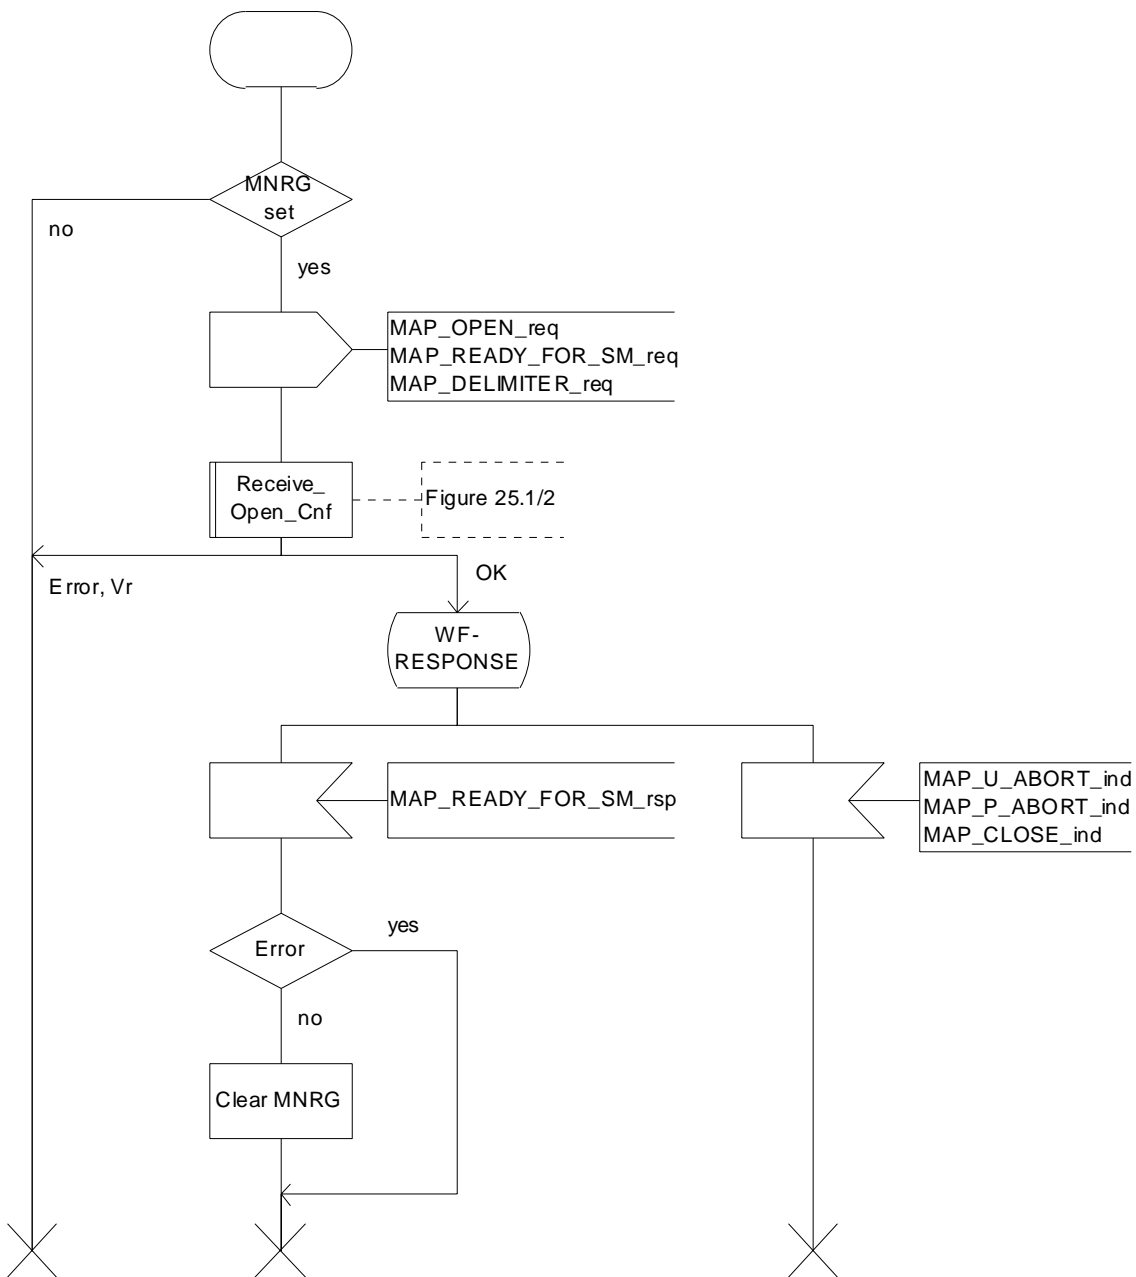 MNRG
set
no
yes
MAP_OPEN_req
MAP_READY_FOR_SM_req
MAP_DELIMITER_req
Receive_
Open_Cnf
Figure 25.1/2
Error, Vr
OK
WF-
RESPONSE
MAP_READY_FOR_SM_rsp
MAP_U_ABORT_ind
MAP_P_ABORT_ind
MAP_CLOSE_ind
Error
yes
no
Clear MNRG